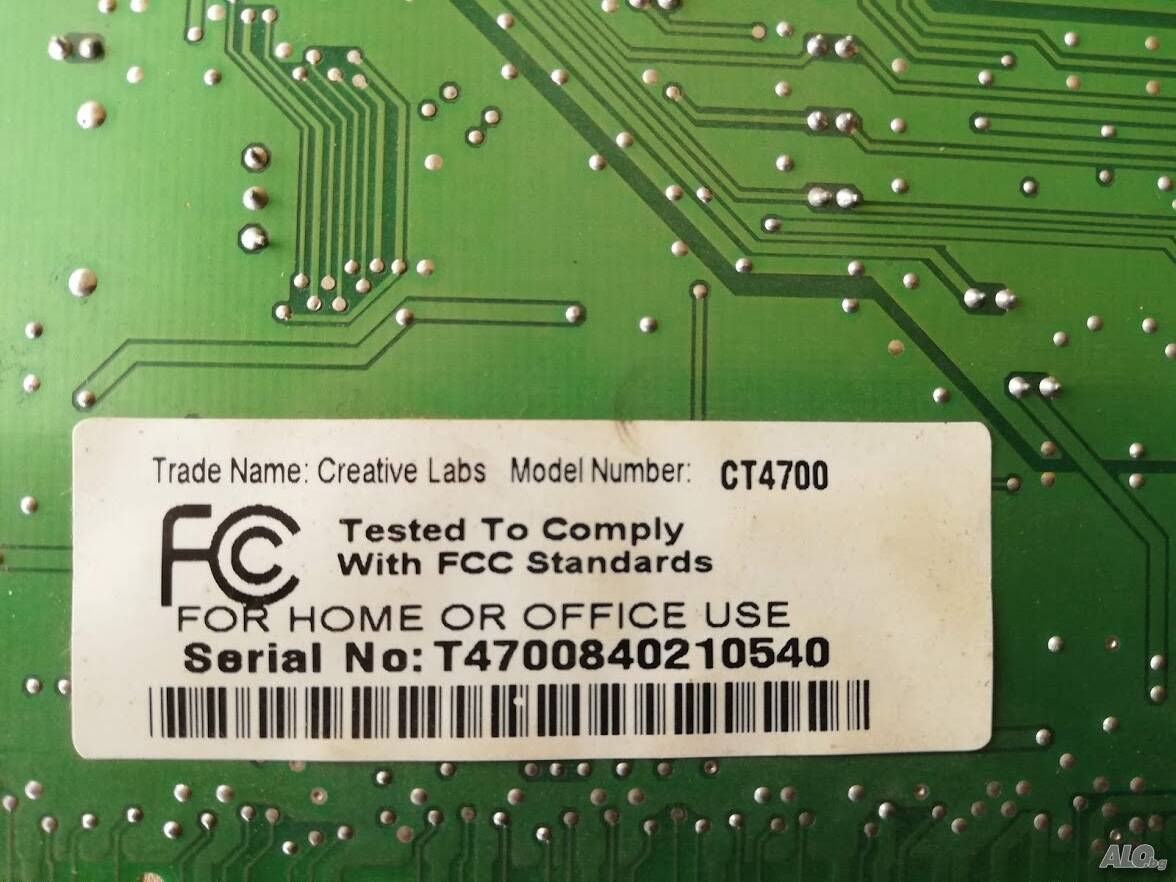 Trade Name: Creative Labs Model Number: CT4700
FCC Tested To Comply
With FCC Standards
FOR HOME OR OFFICE USE
Serial No: T4700840210540
ALO.bg